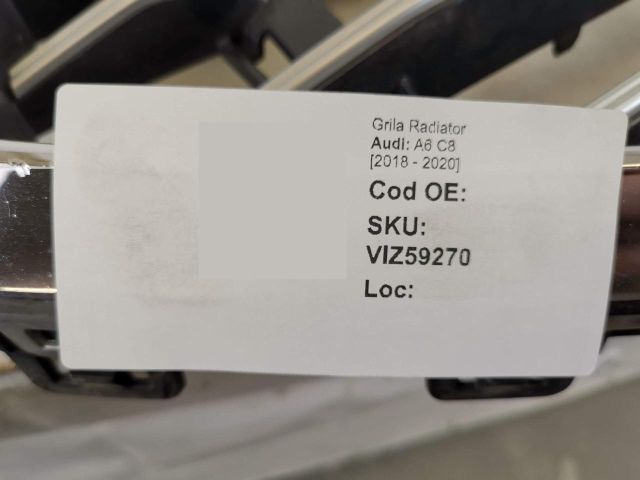 Grila Radiator
Audi: A6 C8
[2018 - 2020]
Cod OE:
SKU:
VIZ59270
Loc: